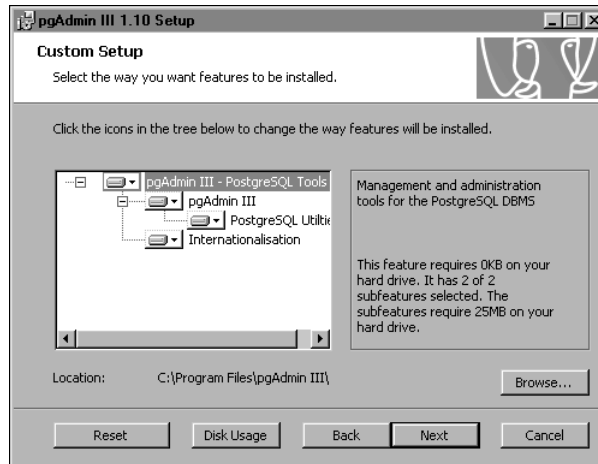 pgAdmin III 1.10 Setup
Custom Setup
Select the way you want features to be installed.
Click the icons in the tree below to change the way features will be installed.
pgAdmin III - PostgreSQL Tools
pgAdmin III
PostgreSQL Utiltie
Internationalisation
Management and administration
tools for the PostgreSQL DBMS
This feature requires 0KB on your
hard drive. It has 2 of 2
subfeatures selected. The
subfeatures require 25MB on your
hard drive.
Location: C:\Program Files\pgAdmin III\
Browse...
Reset Disk Usage Back Next Cancel